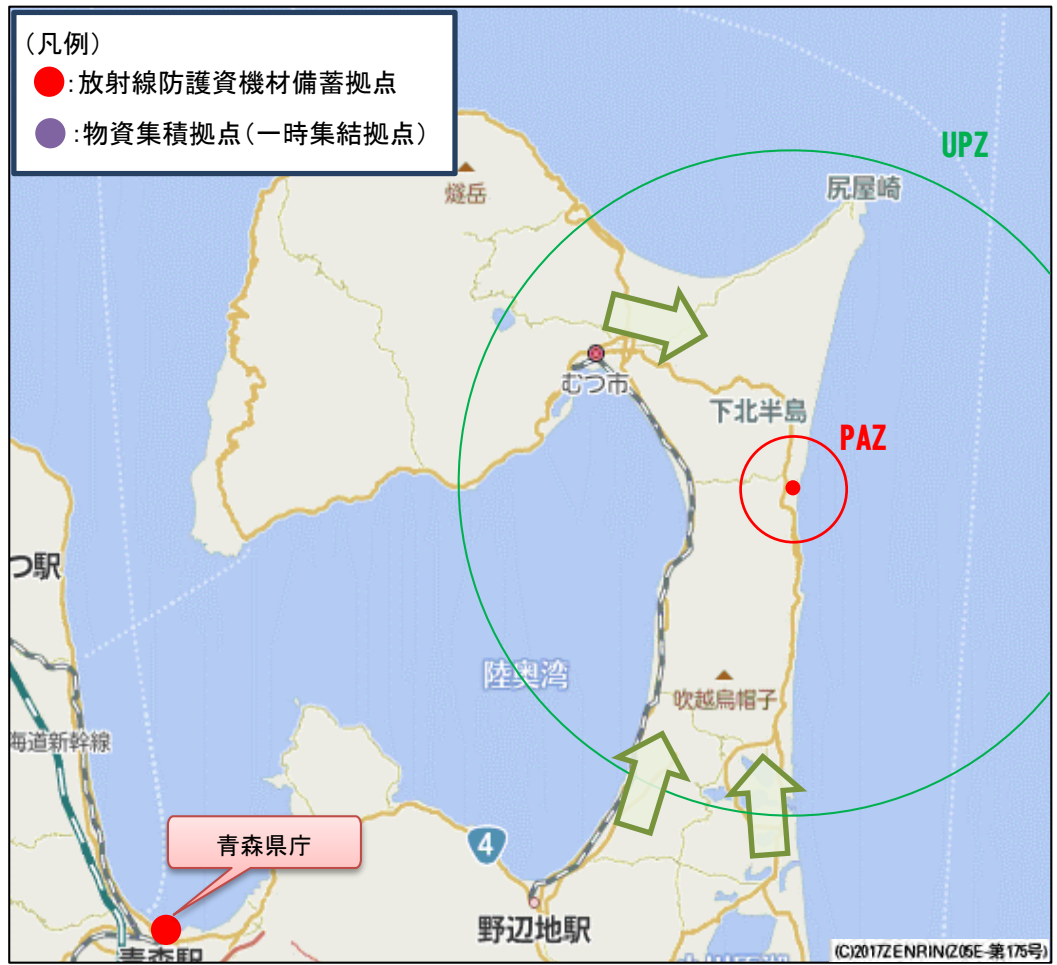 (凡例)
:放射線防護資機材備蓄拠点
:物資集積拠点(一時集結拠点)
UPZ
尻屋崎
燧岳
むつ市
下北半島
PAZ
つ駅
陸奥湾
吹越烏帽子
海道新幹線
青森県庁
4
野辺地駅
青森駅
(C)2017ZENRIN(Z05E-第175号)